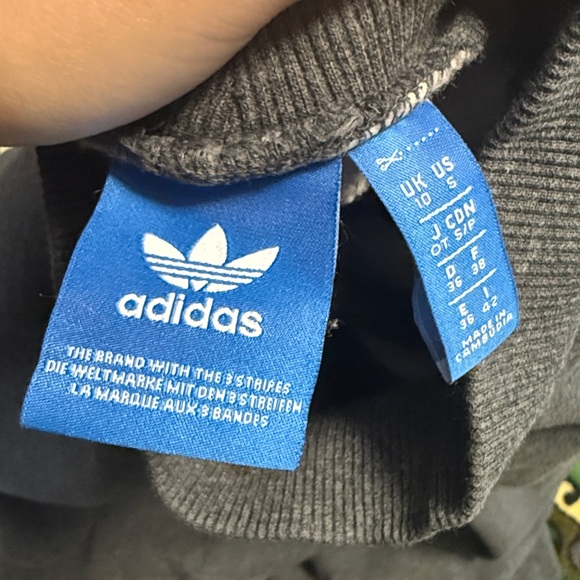 adidas
THE BRAND WITH THE 3 STRIPES
DIE WELTMARKE MIT DEN 3 STREIFEN
LA MARQUE AUX 3 BANDES
UK US
10 S
J CDN
OT S/P
D F
36 38
E I
36 42
MADE IN
CAMBODIA